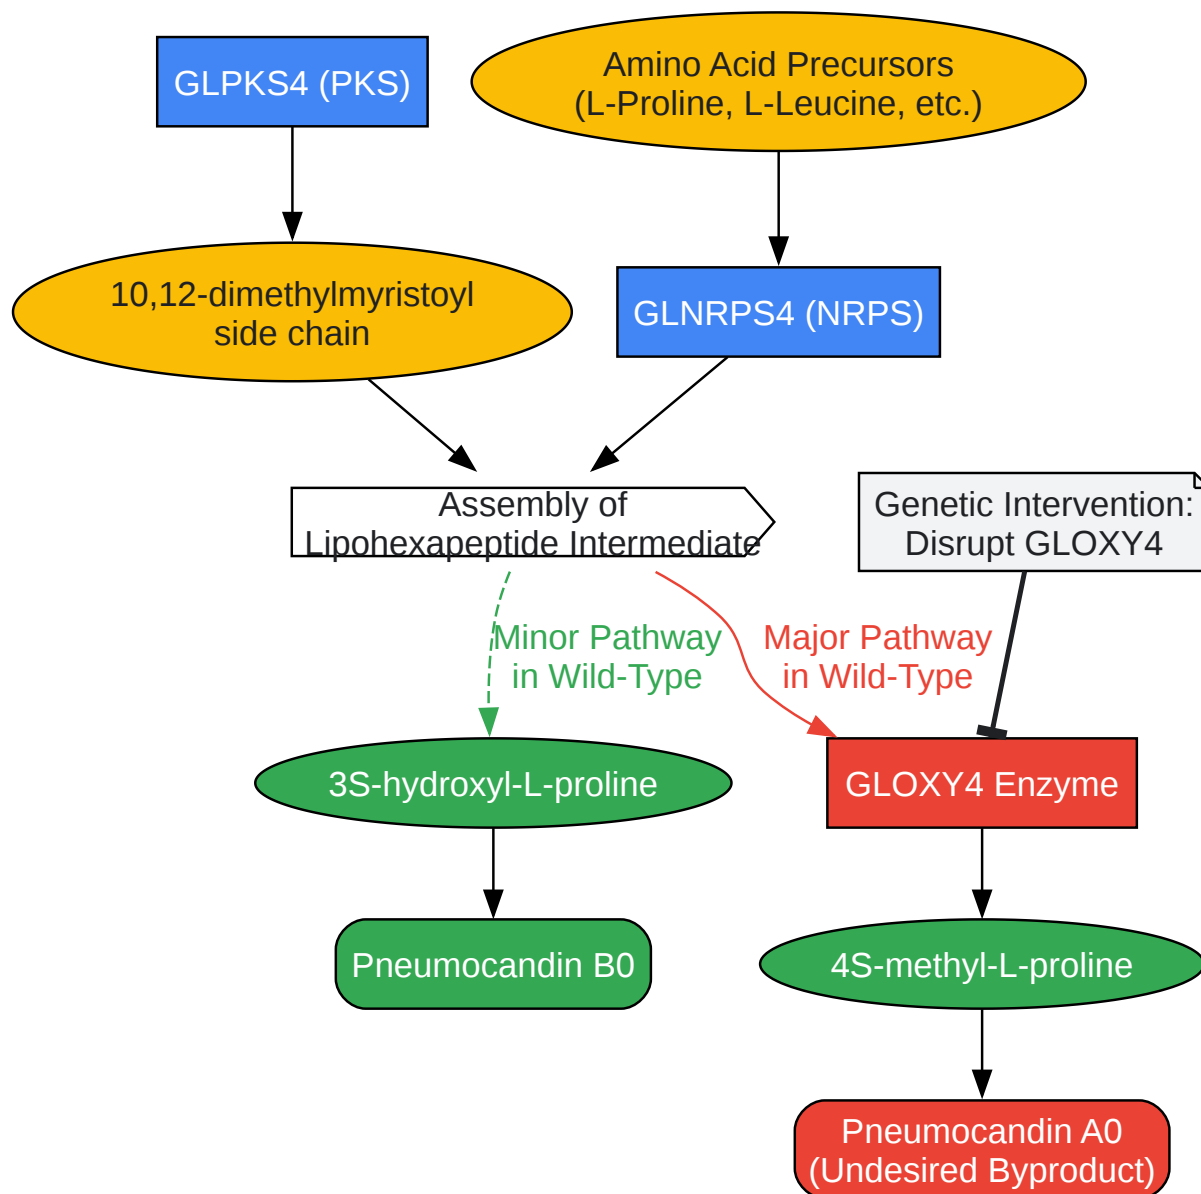 GLPKS4 (PKS)
Amino Acid Precursors
(L-Proline, L-Leucine, etc.)
10,12-dimethylmyristoyl
side chain
GLNRPS4 (NRPS)
Assembly of
Lipohexapeptide Intermediate
Genetic Intervention:
Disrupt GLOXY4
Minor Pathway
in Wild-Type
Major Pathway
in Wild-Type
3S-hydroxyl-L-proline
GLOXY4 Enzyme
Pneumocandin B0
4S-methyl-L-proline
Pneumocandin A0
(Undesired Byproduct)